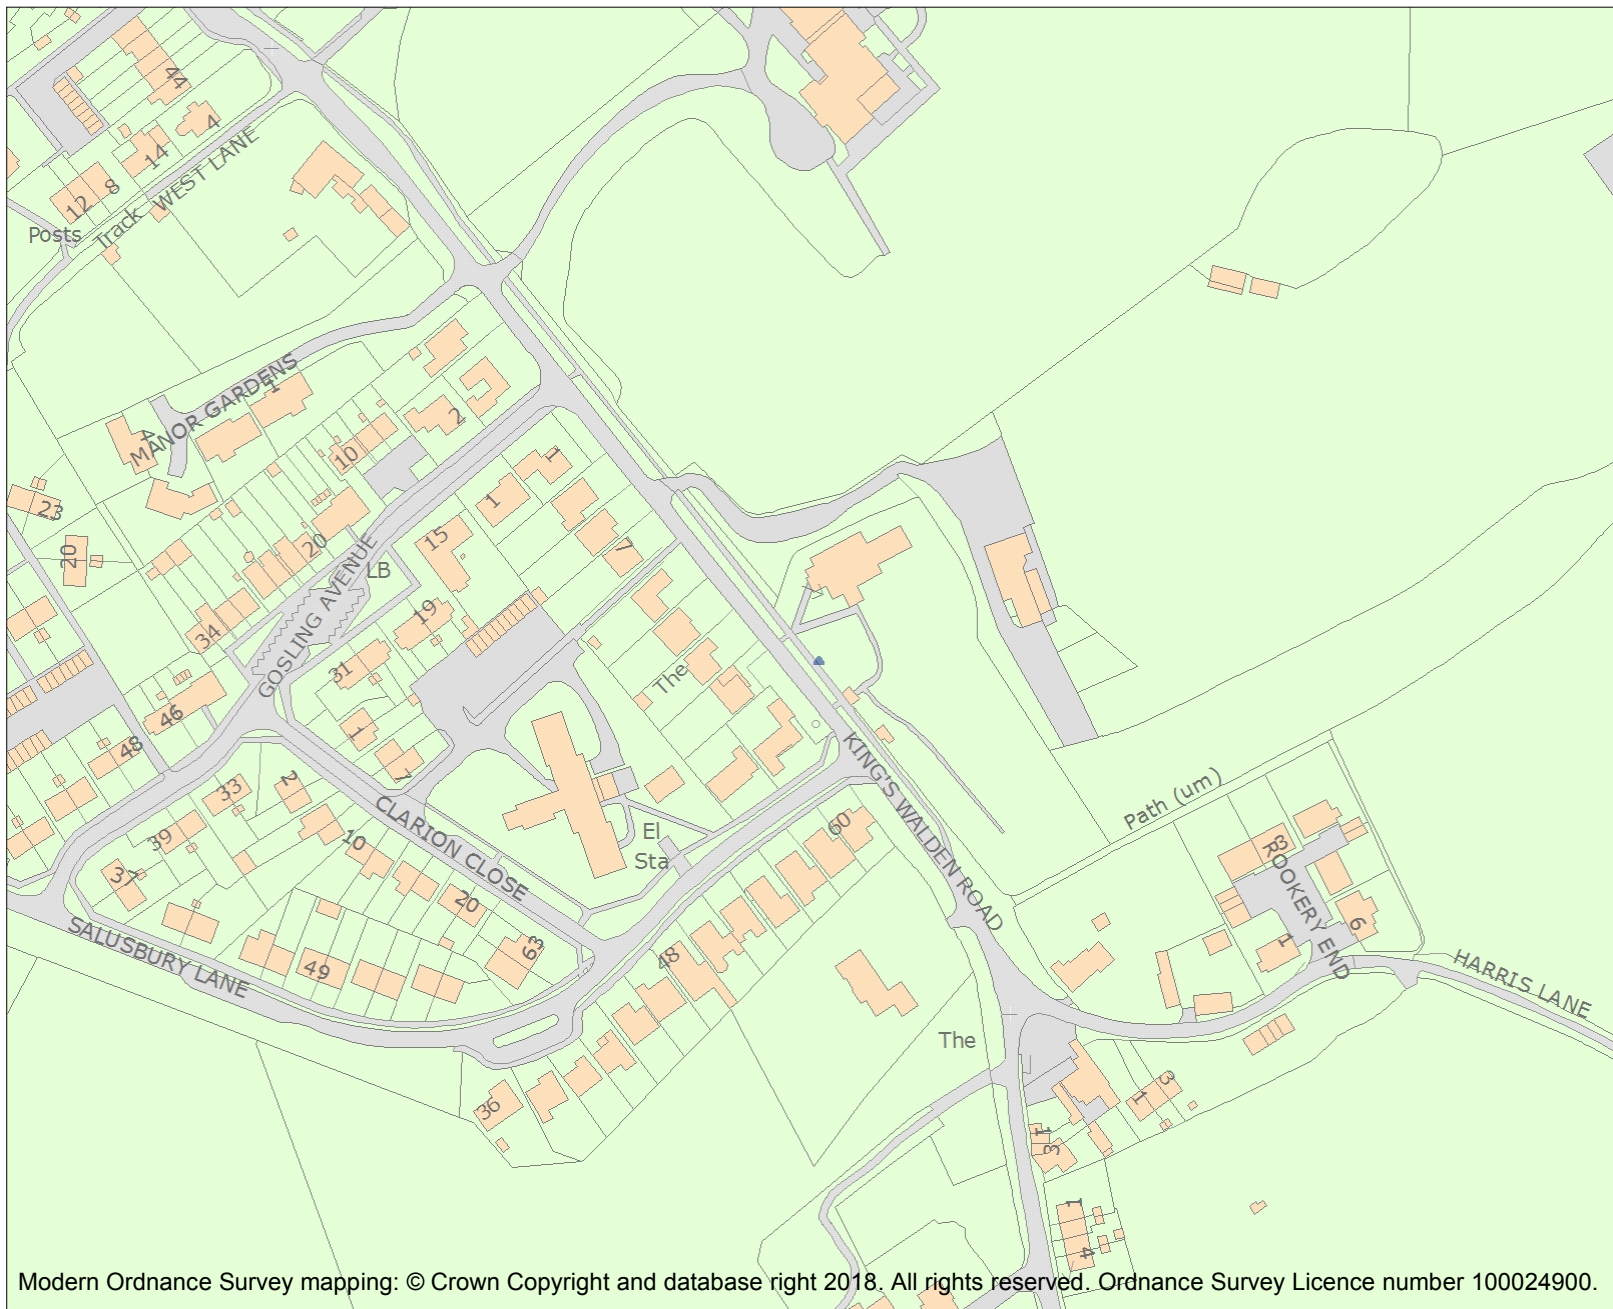 44
4
14
WEST LANE
8
12
Track
Posts
MANOR GARDENS
1
4
2
10
1
1
23
20
20
15
7
LB
GOSLING AVENUE
19
34
31
The
46
1
48
7
KING'S WALDEN ROAD
Path (um)
33
2
CLARION CLOSE
39
10
El
Sta
60
3
ROOKERY END
37
20
6
1
63
48
SALUSBURY LANE
49
HARRIS LANE
The
36
3
1
1
3
1
4
Modern Ordnance Survey mapping: © Crown Copyright and database right 2018. All rights reserved. Ordnance Survey Licence number 100024900.